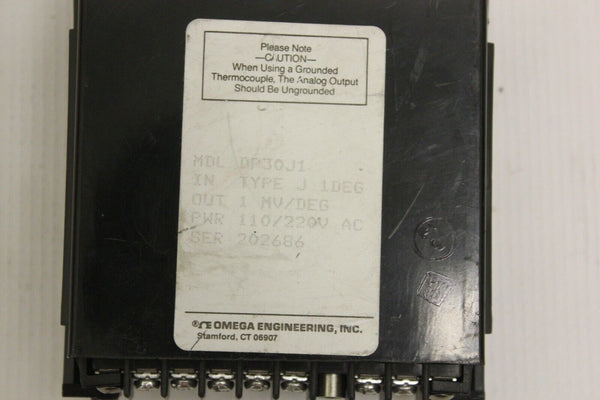 Please Note
—CAUTION—
When Using a Grounded
Thermocouple, The Analog Output
Should Be Ungrounded
MDL DP30J1
IN TYPE J 1DEG
OUT 1 MV/DEG
PWR 110/220V AC
SER 202686
®ΩE OMEGA ENGINEERING, INC.
Stamford, CT 06907